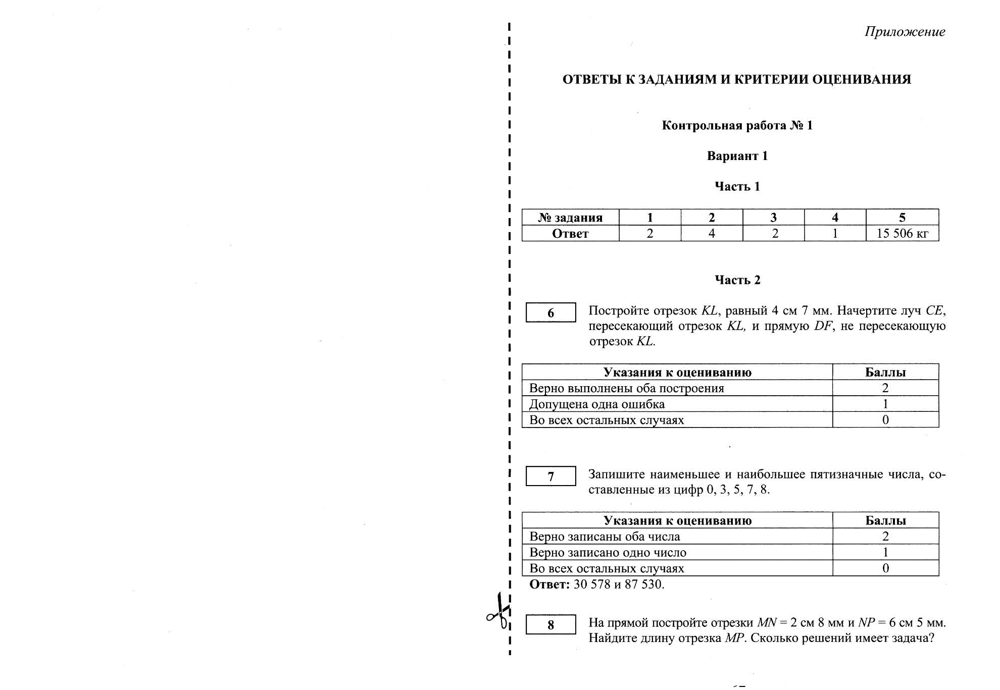 Приложение
ОТВЕТЫ К ЗАДАНИЯМ И КРИТЕРИИ ОЦЕНИВАНИЯ
Контрольная работа № 1
Вариант 1
Часть 1
№ задания 1 2 3 4 5
Ответ 2 4 2 1 15 506 кг
Часть 2
6 Постройте отрезок KL, равный 4 см 7 мм. Начертите луч CE,
пересекающий отрезок KL, и прямую DF, не пересекающую
отрезок KL.
Указания к оцениванию Баллы
Верно выполнены оба построения 2
Допущена одна ошибка 1
Во всех остальных случаях 0
7 Запишите наименьшее и наибольшее пятизначные числа, со-
ставленные из цифр 0, 3, 5, 7, 8.
Указания к оцениванию Баллы
Верно записаны оба числа 2
Верно записано одно число 1
Во всех остальных случаях 0
Ответ: 30 578 и 87 530.
8 На прямой постройте отрезки MN = 2 см 8 мм и NP = 6 см 5 мм.
Найдите длину отрезка MP. Сколько решений имеет задача?